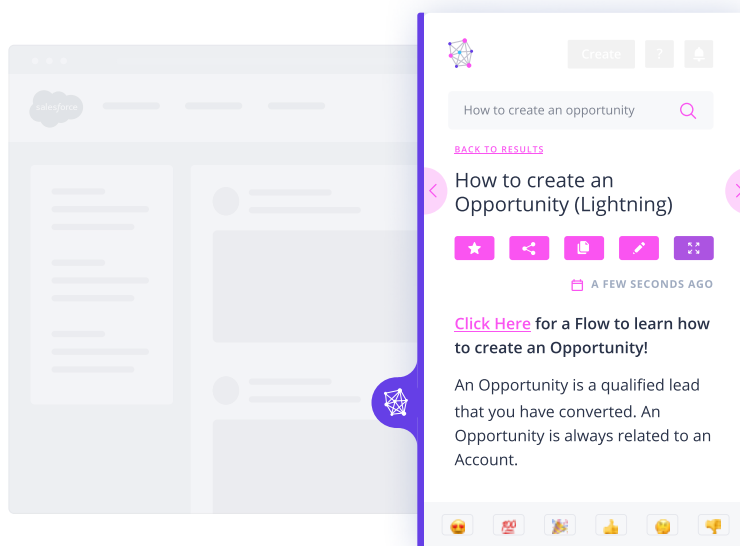 salesforce
Create
?
How to create an opportunity
BACK TO RESULTS
How to create an
Opportunity (Lightning)
A FEW SECONDS AGO
Click Here for a Flow to learn how
to create an Opportunity!
An Opportunity is a qualified lead
that you have converted. An
Opportunity is always related to an
Account.
💯